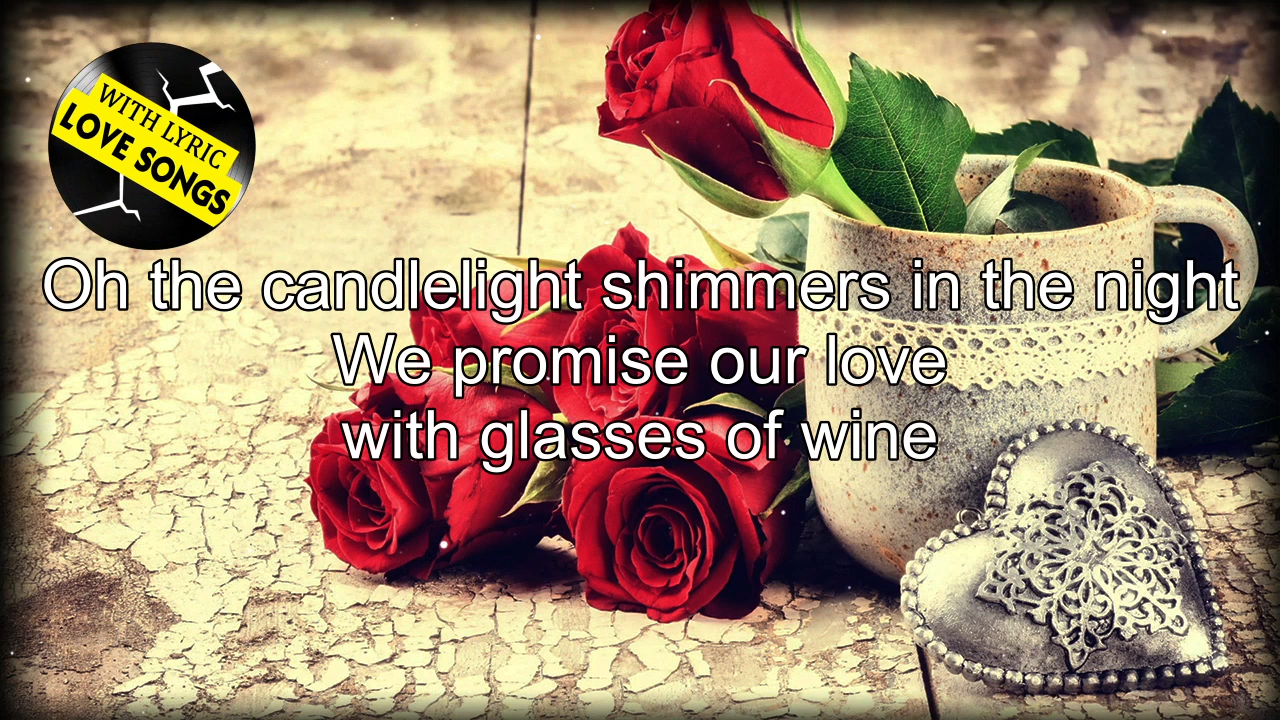 WITH LYRIC
LOVE SONGS
Oh the candlelight shimmers in the night
We promise our love
with glasses of wine